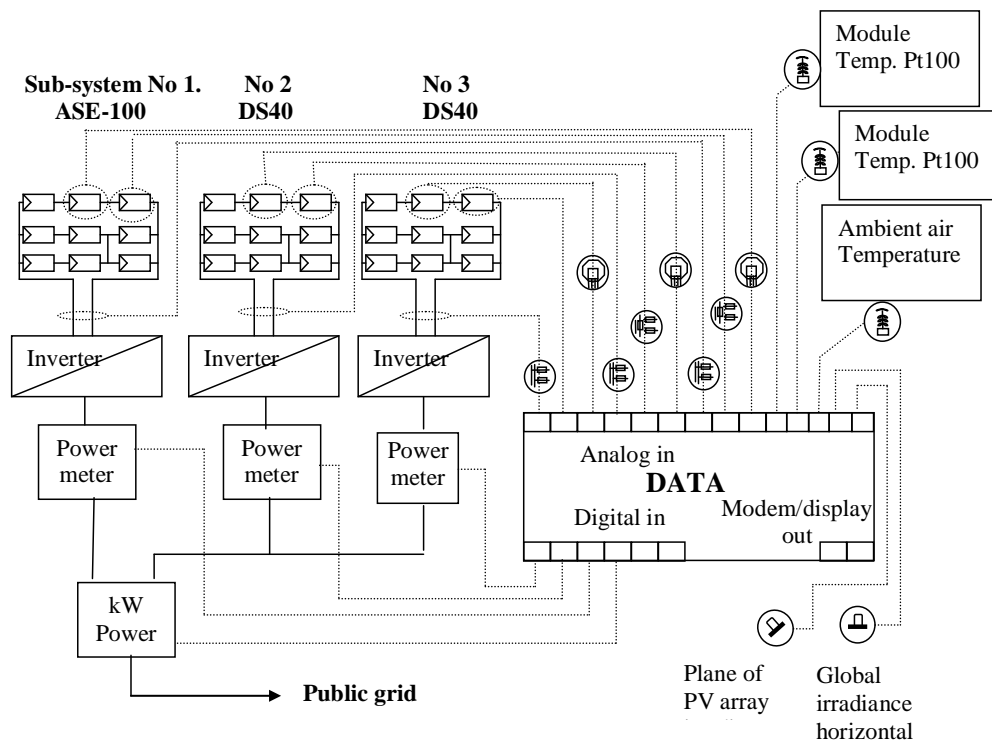 Module
Temp. Pt100
Sub-system No 1.
ASE-100
No 2
DS40
No 3
DS40
Module
Temp. Pt100
Ambient air
Temperature
Inverter
Inverter
Inverter
Power
meter
Power
meter
Power
meter
Analog in
DATA
Digital in
Modem/display
out
kW
Power
Public grid
Plane of
PV array
Global
irradiance
horizontal